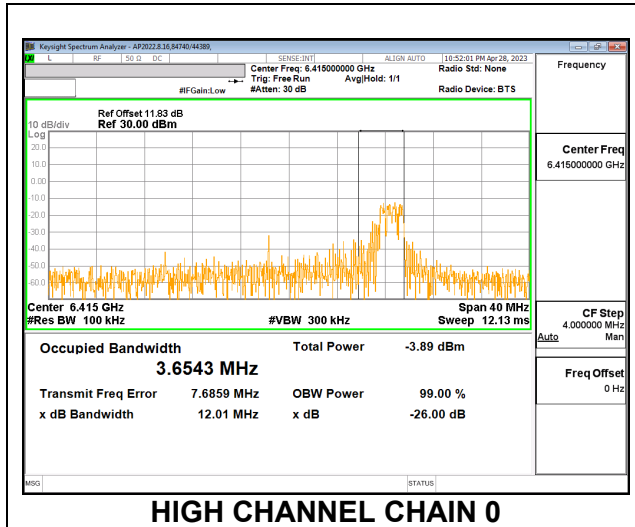 Keysight Spectrum Analyzer - AP2022.8.16,84740/44389,
L RF 50 Ω DC SENSE:INT ALIGN AUTO 10:52:01 PM Apr 28, 2023
Center Freq: 6.415000000 GHz Radio Std: None
Trig: Free Run Avg|Hold: 1/1
#IFGain:Low #Atten: 30 dB Radio Device: BTS
Frequency
Ref Offset 11.83 dB
10 dB/div Ref 30.00 dBm
Log
20.0
10.0
0.00
-10.0
-20.0
-30.0
-40.0
-50.0
-60.0
Center 6.415 GHz Span 40 MHz
#Res BW 100 kHz #VBW 300 kHz Sweep 12.13 ms
Center Freq
6.415000000 GHz
CF Step
4.000000 MHz
Auto Man
Freq Offset
0 Hz
Occupied Bandwidth Total Power -3.89 dBm
3.6543 MHz
Transmit Freq Error 7.6859 MHz OBW Power 99.00 %
x dB Bandwidth 12.01 MHz x dB -26.00 dB
MSG STATUS
HIGH CHANNEL CHAIN 0